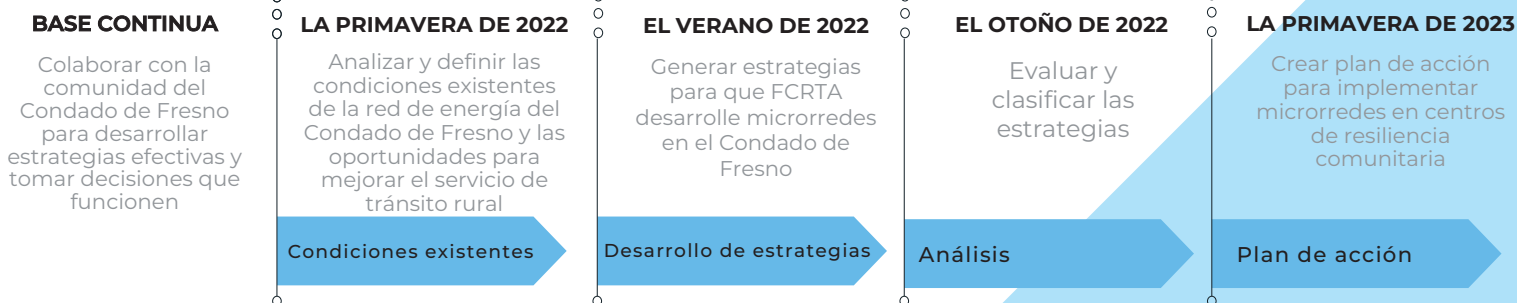 BASE CONTINUA
Colaborar con la
comunidad del
Condado de Fresno
para desarrollar
estrategias efectivas y
tomar decisiones que
funcionen
LA PRIMAVERA DE 2022
Analizar y definir las
condiciones existentes
de la red de energía del
Condado de Fresno y las
oportunidades para
mejorar el servicio de
tránsito rural
Condiciones existentes
EL VERANO DE 2022
Generar estrategias
para que FCRTA
desarrolle microrredes
en el Condado de
Fresno
Desarrollo de estrategias
EL OTOÑO DE 2022
Evaluar y
clasificar las
estrategias
Análisis
LA PRIMAVERA DE 2023
Crear plan de acción
para implementar
microrredes en centros
de resiliencia
comunitaria
Plan de acción